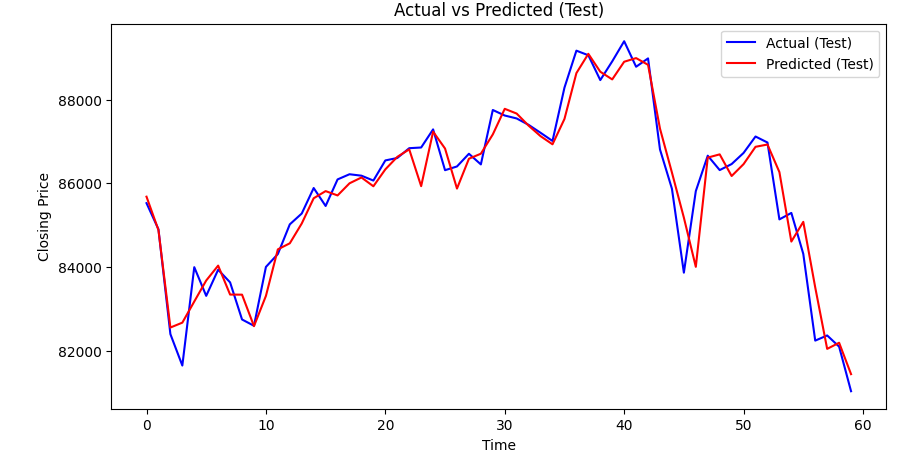 Actual vs Predicted (Test)
Actual (Test)
Predicted (Test)
88000
86000
84000
82000
Closing Price
0 10 20 30 40 50 60
Time